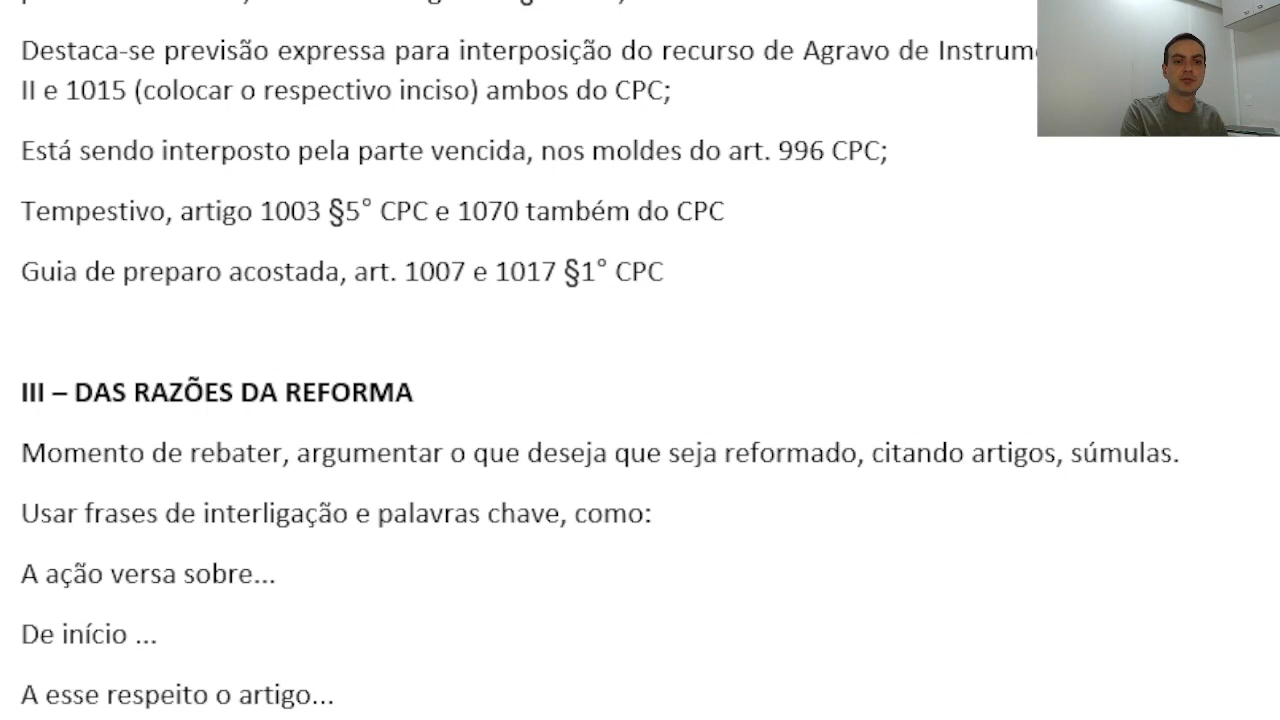 Destaca-se previsão expressa para interposição do recurso de Agravo de
II e 1015 (colocar o respectivo inciso) ambos do CPC;
Está sendo interposto pela parte vencida, nos moldes do art. 996 CPC;
Tempestivo, artigo 1003 §5° CPC e 1070 também do CPC
Guia de preparo acostada, art. 1007 e 1017 §1° CPC
III – DAS RAZÕES DA REFORMA
Momento de rebater, argumentar o que deseja que seja reformado, citando artigos, súmulas.
Usar frases de interligação e palavras chave, como:
A ação versa sobre...
De início ...
A esse respeito o artigo...